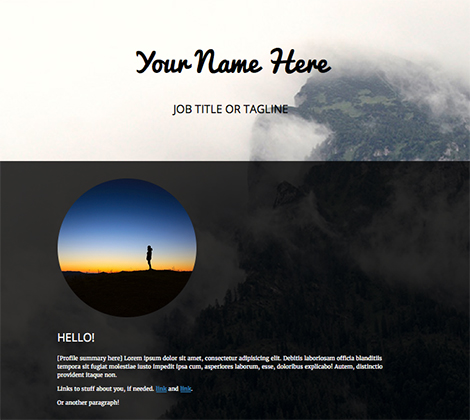 Your Name Here
JOB TITLE OR TAGLINE
HELLO!
[Profile summary here] Lorem ipsum dolor sit amet, consectetur adipisicing elit. Debitis laboriosam officia blanditiis
tempora sit fugiat molestiae iusto impedit ipsa cum, asperiores laborum, esse, doloribus explicabo! Autem, distinctio
provident itaque non.
Links to stuff about you, if needed. link and link.
Or another paragraph!